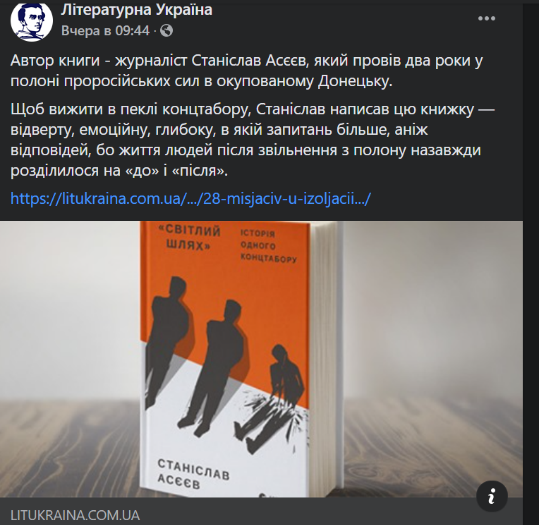 Літературна Україна
Вчера в 09:44 ·
Автор книги - журналіст Станіслав Асєєв, який провів два роки у
полоні проросійських сил в окупованому Донецьку.
Щоб вижити в пеклі концтабору, Станіслав написав цю книжку —
відверту, емоційну, глибоку, в якій запитань більше, аніж
відповідей, бо життя людей після звільнення з полону назавжди
розділилося на «до» і «після».
https://litukraina.com.ua/.../28-misjaciv-u-izoljacii.../
«СВІТЛИЙ
ШЛЯХ»
ІСТОРІЯ
ОДНОГО
КОНЦТАБОРУ
СТАНІСЛАВ
АСЄЄВ
LITUKRAINA.COM.UA